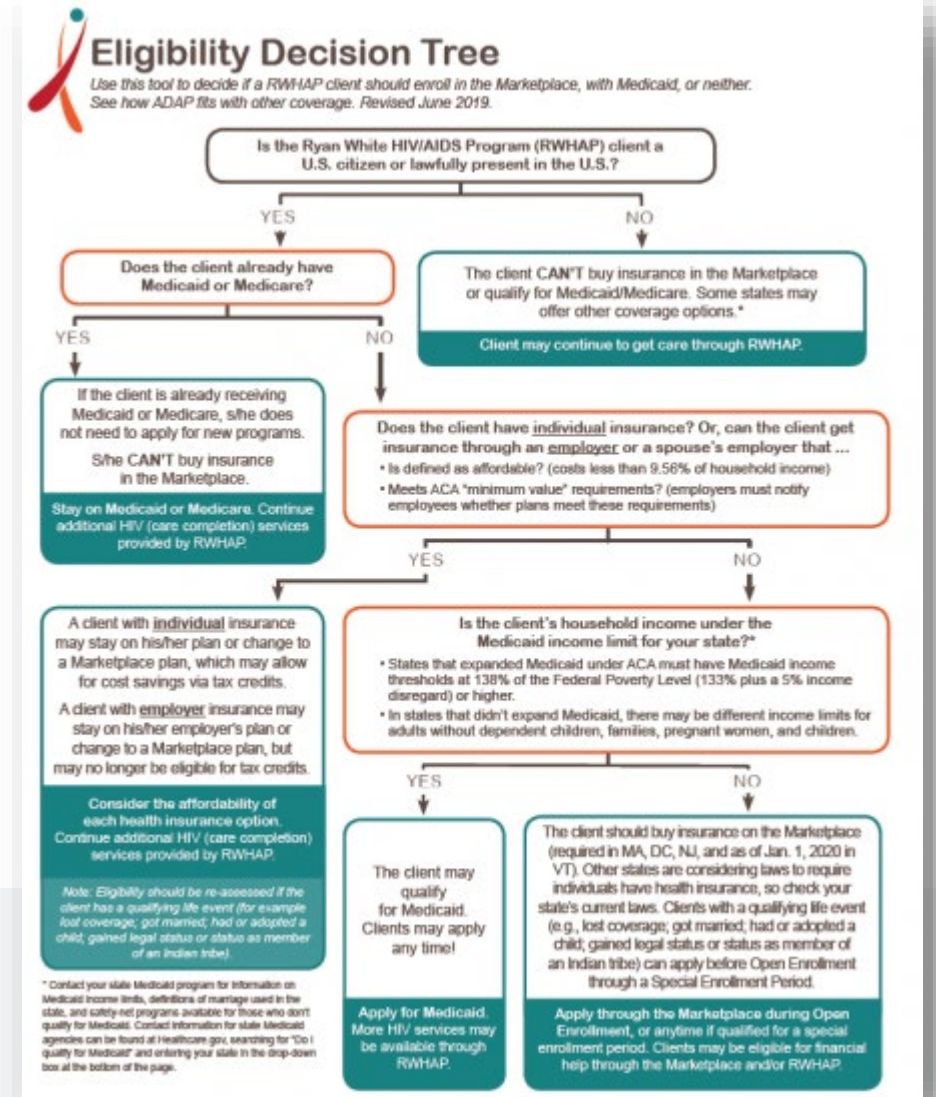 Eligibility Decision Tree
Use this tool to decide if a RWHAP client should enroll in the Marketplace, with Medicaid, or neither.
See how ADAP fits with other coverage. Revised June 2019.
Is the Ryan White HIV/AIDS Program (RWHAP) client a
U.S. citizen or lawfully present in the U.S.?
YES
NO
Does the client already have
Medicaid or Medicare?
The client CAN'T buy insurance in the Marketplace
or qualify for Medicaid/Medicare. Some states may
offer other coverage options.*
Client may continue to get care through RWHAP.
YES
NO
If the client is already receiving
Medicaid or Medicare, s/he does
not need to apply for new programs.
S/he CAN'T buy insurance
in the Marketplace.
Stay on Medicaid or Medicare. Continue
additional HIV (care completion) services
provided by RWHAP.
Does the client have individual insurance? Or, can the client get
insurance through an employer or a spouse's employer that ...
• Is defined as affordable? (costs less than 9.56% of household income)
• Meets ACA "minimum value" requirements? (employers must notify
employees whether plans meet these requirements)
YES
NO
A client with individual insurance
may stay on his/her plan or change to
a Marketplace plan, which may allow
for cost savings via tax credits.
A client with employer insurance may
stay on his/her employer's plan or
change to a Marketplace plan, but
may no longer be eligible for tax credits.
Consider the affordability of
each health insurance option.
Continue additional HIV (care completion)
services provided by RWHAP.
Note: Eligibility should be re-assessed if the
client has a qualifying life event (for example
lost coverage; got married; had or adopted a
child; gained legal status or status as member
of an Indian tribe).
Is the client's household income under the
Medicaid income limit for your state?*
• States that expanded Medicaid under ACA must have Medicaid income
thresholds at 138% of the Federal Poverty Level (133% plus a 5% income
disregard) or higher.
• In states that didn't expand Medicaid, there may be different income limits for
adults without dependent children, families, pregnant women, and children.
YES
NO
The client may
qualify
for Medicaid.
Clients may apply
any time!
Apply for Medicaid.
More HIV services may
be available through
RWHAP.
The client should buy insurance on the Marketplace
(required in MA, DC, NJ, and as of Jan. 1, 2020 in
VT). Other states are considering laws to require
individuals have health insurance, so check your
state's current laws. Clients with a qualifying life event
(e.g., lost coverage; got married; had or adopted a
child; gained legal status or status as member of
an Indian tribe) can apply before Open Enrollment
through a Special Enrollment Period.
Apply through the Marketplace during Open
Enrollment, or anytime if qualified for a special
enrollment period. Clients may be eligible for financial
help through the Marketplace and/or RWHAP.
* Contact your state Medicaid program for information on
Medicaid income limits, definitions of marriage used in the
state, and safety-net programs available for those who don't
qualify for Medicaid. Contact information for state Medicaid
agencies can be found at Healthcare.gov, searching for "Do I
qualify for Medicaid" and entering your state in the drop-down
box at the bottom of the page.